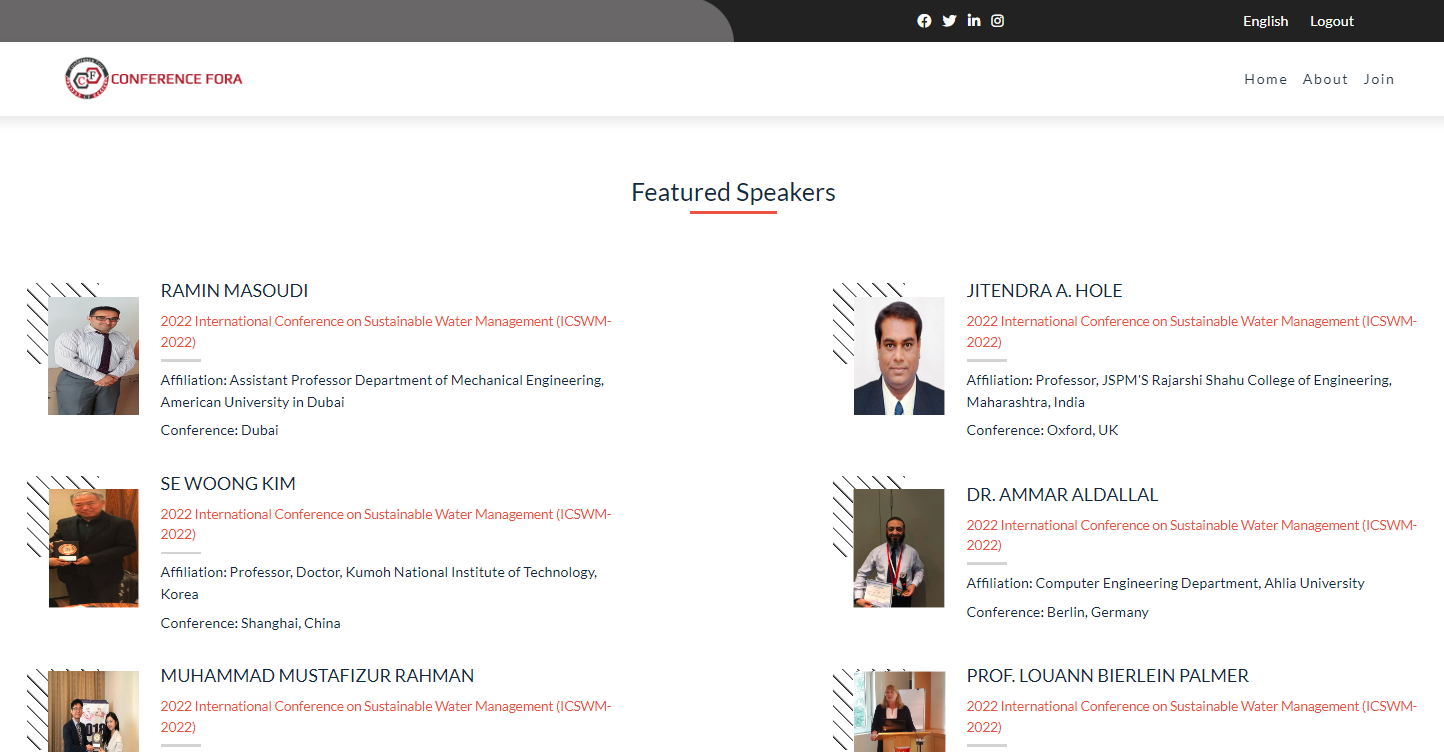 English Logout
CONFERENCE FORA
Home About Join
Featured Speakers
RAMIN MASOUDI
2022 International Conference on Sustainable Water Management (ICSWM-
2022)
Affiliation: Assistant Professor Department of Mechanical Engineering,
American University in Dubai
Conference: Dubai
JITENDRA A. HOLE
2022 International Conference on Sustainable Water Management (ICSWM-
2022)
Affiliation: Professor, JSPM'S Rajarshi Shahu College of Engineering,
Maharashtra, India
Conference: Oxford, UK
SE WOONG KIM
2022 International Conference on Sustainable Water Management (ICSWM-
2022)
Affiliation: Professor, Doctor, Kumoh National Institute of Technology,
Korea
Conference: Shanghai, China
DR. AMMAR ALDALLAL
2022 International Conference on Sustainable Water Management (ICSWM-
2022)
Affiliation: Computer Engineering Department, Ahlia University
Conference: Berlin, Germany
MUHAMMAD MUSTAFIZUR RAHMAN
2022 International Conference on Sustainable Water Management (ICSWM-
2022)
PROF. LOUANN BIERLEIN PALMER
2022 International Conference on Sustainable Water Management (ICSWM-
2022)